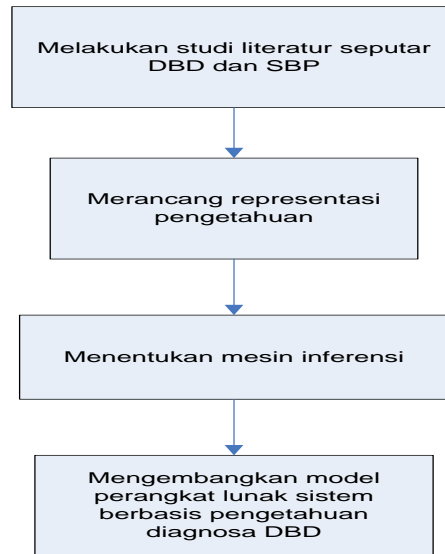 Melakukan studi literatur seputar
DBD dan SBP
Merancang representasi
pengetahuan
Menentukan mesin inferensi
Mengembangkan model
perangkat lunak sistem
berbasis pengetahuan
diagnosa DBD